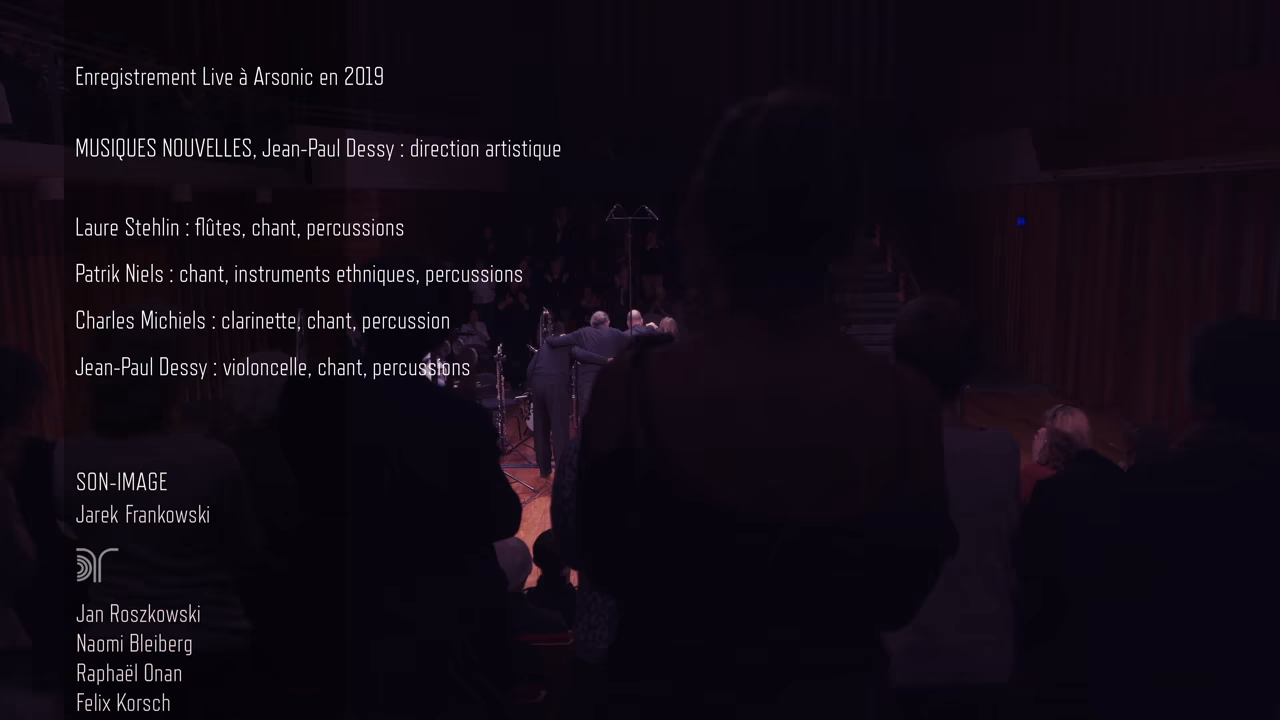 Enregistrement Live à Arsonic en 2019
MUSIQUES NOUVELLES, Jean-Paul Dessy : direction artistique
Laure Stehlin : flûtes, chant, percussions
Patrik Niels : chant, instruments ethniques, percussions
Charles Michiels : clarinette, chant, percussion
Jean-Paul Dessy : violoncelle, chant, percussions
SON-IMAGE
Jarek Frankowski
Jan Roszkowski
Naomi Bleiberg
Raphaël Onan
Felix Korsch